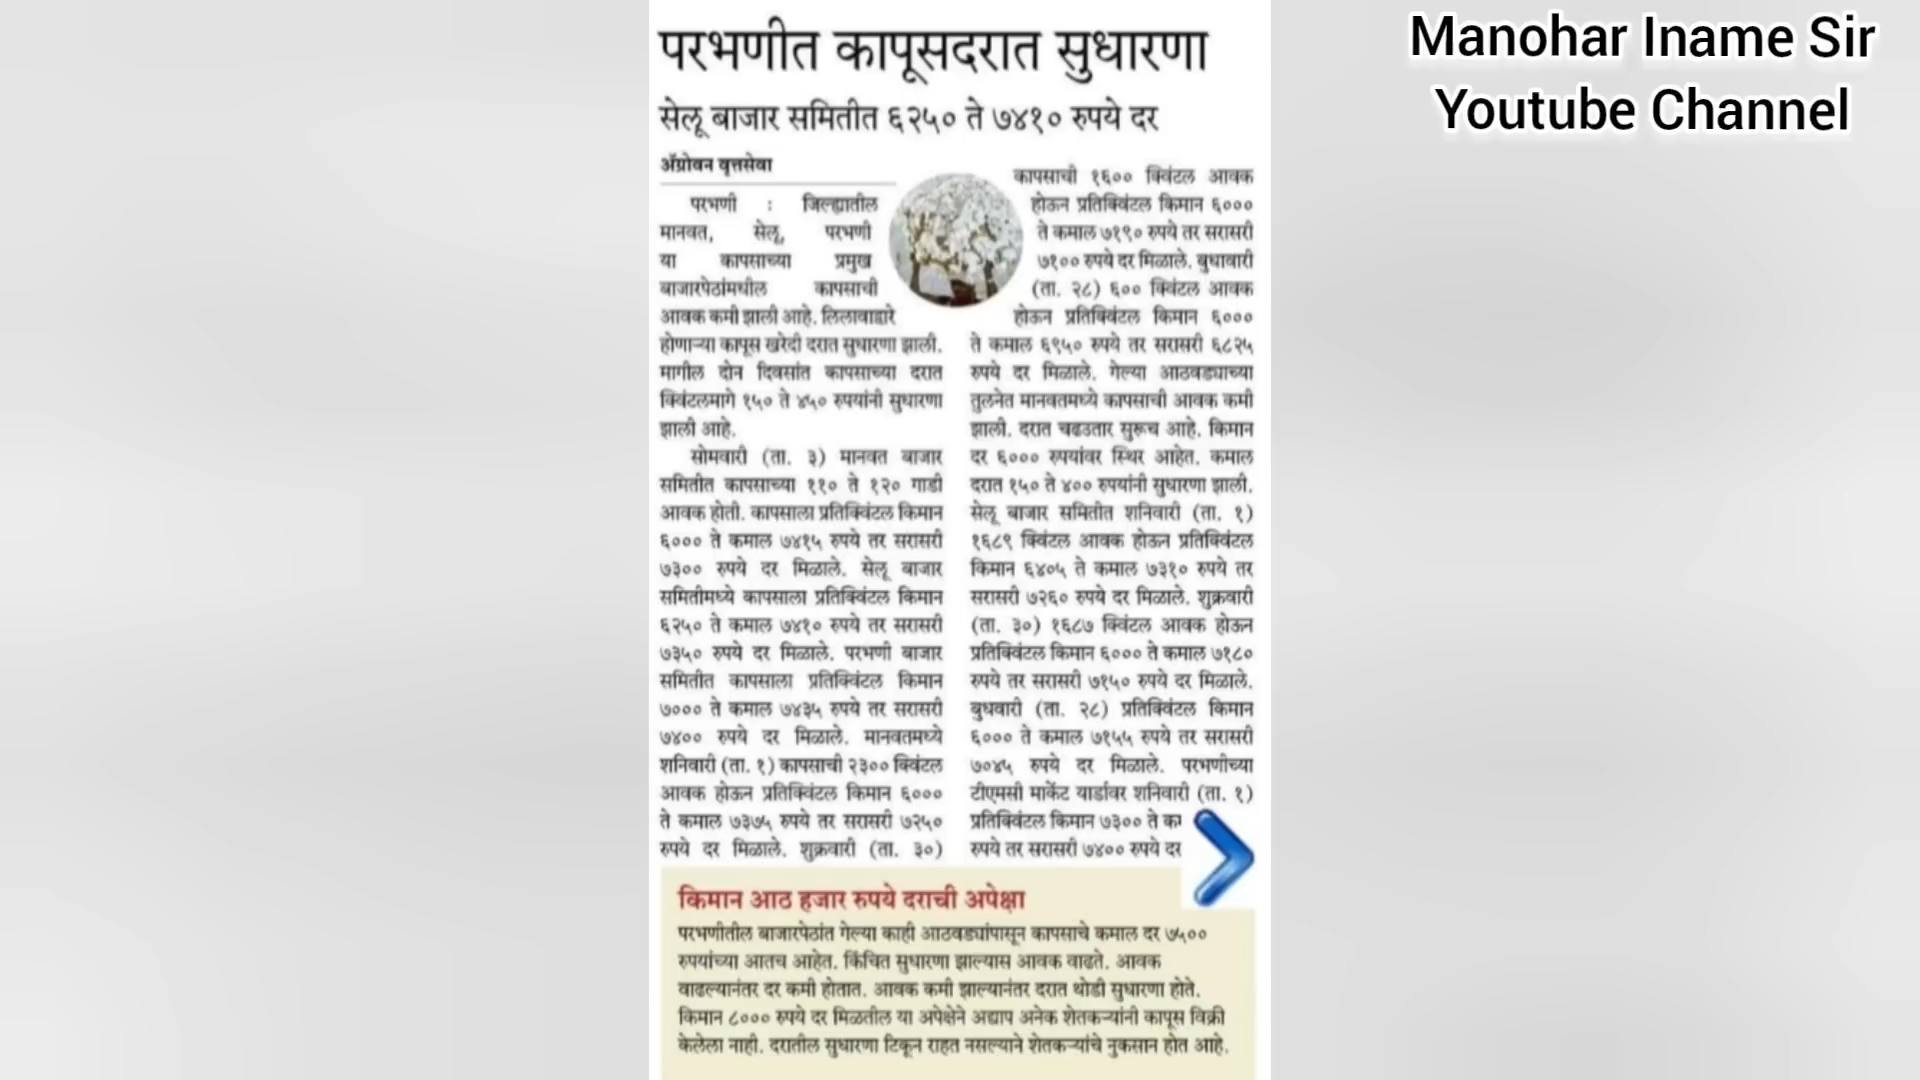 परभणीत कापूसदरात सुधारणा
सेलू बाजार समितीत ६२५० ते ७४१० रुपये दर
ॲग्रोवन वृत्तसेवा
परभणी : जिल्ह्यातील
मानवत, सेलू, परभणी
या कापसाच्या प्रमुख
बाजारपेठांमधील कापसाची
आवक कमी झाली आहे. लिलावाद्वारे
होणाऱ्या कापूस खरेदी दरात सुधारणा झाली.
मागील दोन दिवसांत कापसाच्या दरात
क्विंटलमागे १५० ते ४५० रुपयांनी सुधारणा
झाली आहे.
सोमवारी (ता. ३) मानवत बाजार
समितीत कापसाच्या ११० ते १२० गाडी
आवक होती. कापसाला प्रतिक्विंटल किमान
६००० ते कमाल ७४१५ रुपये तर सरासरी
७३०० रुपये दर मिळाले. सेलू बाजार
समितीमध्ये कापसाला प्रतिक्विंटल किमान
६२५० ते कमाल ७४१० रुपये तर सरासरी
७३५० रुपये दर मिळाले. परभणी बाजार
समितीत कापसाला प्रतिक्विंटल किमान
७००० ते कमाल ७४३५ रुपये तर सरासरी
७४०० रुपये दर मिळाले. मानवतमध्ये
शनिवारी (ता. १) कापसाची २३०० क्विंटल
आवक होऊन प्रतिक्विंटल किमान ६०००
ते कमाल ७३७५ रुपये तर सरासरी ७२५०
रुपये दर मिळाले. शुक्रवारी (ता. ३०)
कापसाची १६०० क्विंटल आवक
होऊन प्रतिक्विंटल किमान ६०००
ते कमाल ७१९० रुपये तर सरासरी
७१०० रुपये दर मिळाले. बुधावारी
(ता. २८) ६०० क्विंटल आवक
होऊन प्रतिक्विंटल किमान ६०००
ते कमाल ६९५० रुपये तर सरासरी ६८२५
रुपये दर मिळाले. गेल्या आठवड्याच्या
तुलनेत मानवतमध्ये कापसाची आवक कमी
झाली. दरात चढउतार सुरूच आहे. किमान
दर ६००० रुपयांवर स्थिर आहेत. कमाल
दरात १५० ते ४०० रुपयांनी सुधारणा झाली.
सेलू बाजार समितीत शनिवारी (ता. १)
१६८९ क्विंटल आवक होऊन प्रतिक्विंटल
किमान ६४०५ ते कमाल ७३१० रुपये तर
सरासरी ७२६० रुपये दर मिळाले. शुक्रवारी
(ता. ३०) १६८७ क्विंटल आवक होऊन
प्रतिक्विंटल किमान ६००० ते कमाल ७१८०
रुपये तर सरासरी ७१५० रुपये दर मिळाले.
बुधवारी (ता. २८) प्रतिक्विंटल किमान
६००० ते कमाल ७१५५ रुपये तर सरासरी
७०४५ रुपये दर मिळाले. परभणीच्या
टीएमसी मार्केट यार्डावर शनिवारी (ता. १)
प्रतिक्विंटल किमान ७३०० ते
रुपये तर सरासरी ७४०० रुपये दर
किमान आठ हजार रुपये दराची अपेक्षा
परभणीतील बाजारपेठांत गेल्या काही आठवड्यांपासून कापसाचे कमाल दर ७५००
रुपयांच्या आतच आहेत. किंचित सुधारणा झाल्यास आवक वाढते. आवक
वाढल्यानंतर दर कमी होतात. आवक कमी झाल्यानंतर दरात थोडी सुधारणा होते.
किमान ८००० रुपये दर मिळतील या अपेक्षेने अद्याप अनेक शेतकऱ्यांनी कापूस विक्री
केलेला नाही. दरातील सुधारणा टिकून राहत नसल्याने शेतकऱ्यांचे नुकसान होत आहे.
Manohar Iname Sir
Youtube Channel